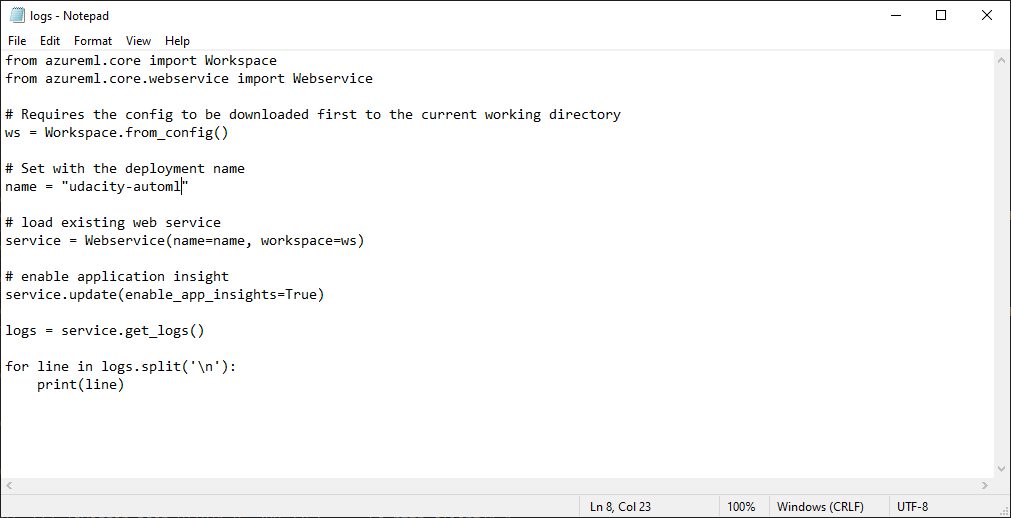 logs - Notepad
File Edit Format View Help
from azureml.core import Workspace
from azureml.core.webservice import Webservice
# Requires the config to be downloaded first to the current working directory
ws = Workspace.from_config()
# Set with the deployment name
name = "udacity-automl"
# load existing web service
service = Webservice(name=name, workspace=ws)
# enable application insight
service.update(enable_app_insights=True)
logs = service.get_logs()
for line in logs.split('\n'):
    print(line)
Ln 8, Col 23 100% Windows (CRLF) UTF-8